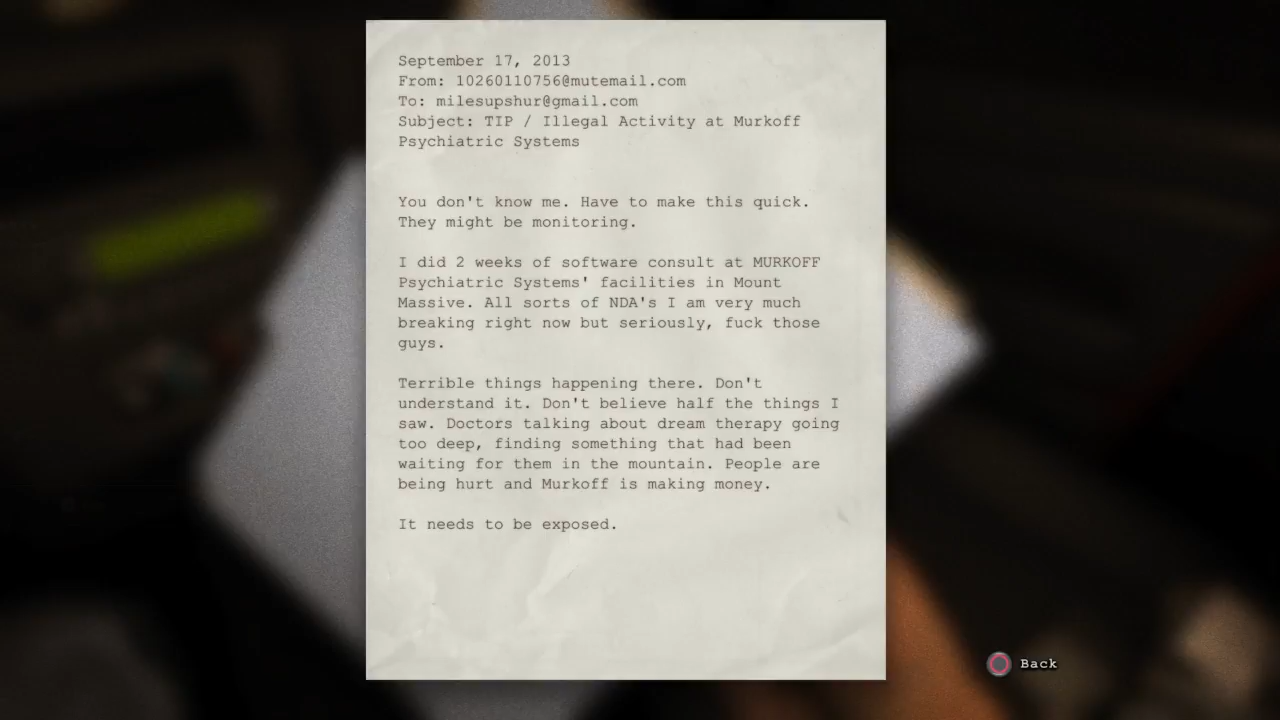 September 17, 2013
From: 10260110756@mutemail.com
To: milesupshur@gmail.com
Subject: TIP / Illegal Activity at Murkoff
Psychiatric Systems
You don't know me. Have to make this quick.
They might be monitoring.
I did 2 weeks of software consult at MURKOFF
Psychiatric Systems' facilities in Mount
Massive. All sorts of NDA's I am very much
breaking right now but seriously, fuck those
guys.
Terrible things happening there. Don't
understand it. Don't believe half the things I
saw. Doctors talking about dream therapy going
too deep, finding something that had been
waiting for them in the mountain. People are
being hurt and Murkoff is making money.
It needs to be exposed.
Back